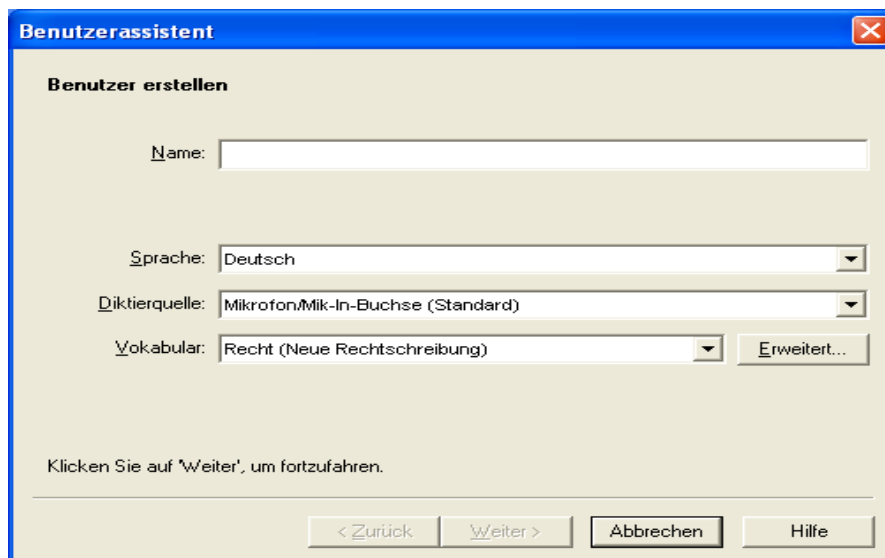 Benutzerassistent
Benutzer erstellen
Name:
Sprache: Deutsch
Diktierquelle: Mikrofon/Mik-In-Buchse (Standard)
Vokabular: Recht (Neue Rechtschreibung) Erweitert...
Klicken Sie auf 'Weiter', um fortzufahren.
< Zurück Weiter > Abbrechen Hilfe